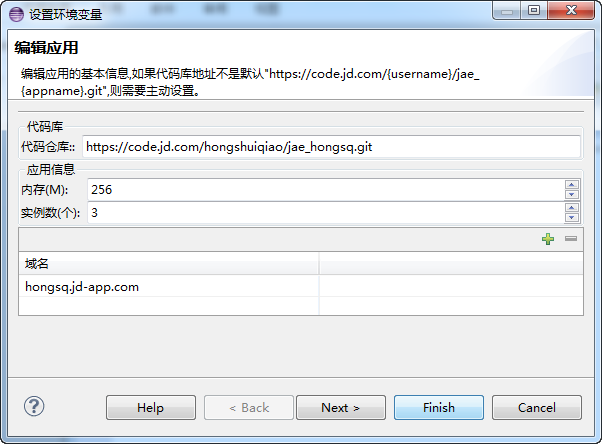 设置环境变量
编辑应用
编辑应用的基本信息,如果代码库地址不是默认"https://code.jd.com/{username}/jae_
{appname}.git",则需要主动设置。
代码库
代码仓库:: https://code.jd.com/hongshuiqiao/jae_hongsq.git
应用信息
内存(M): 256
实例数(个): 3
域名
hongsq.jd-app.com
Help < Back Next > Finish Cancel